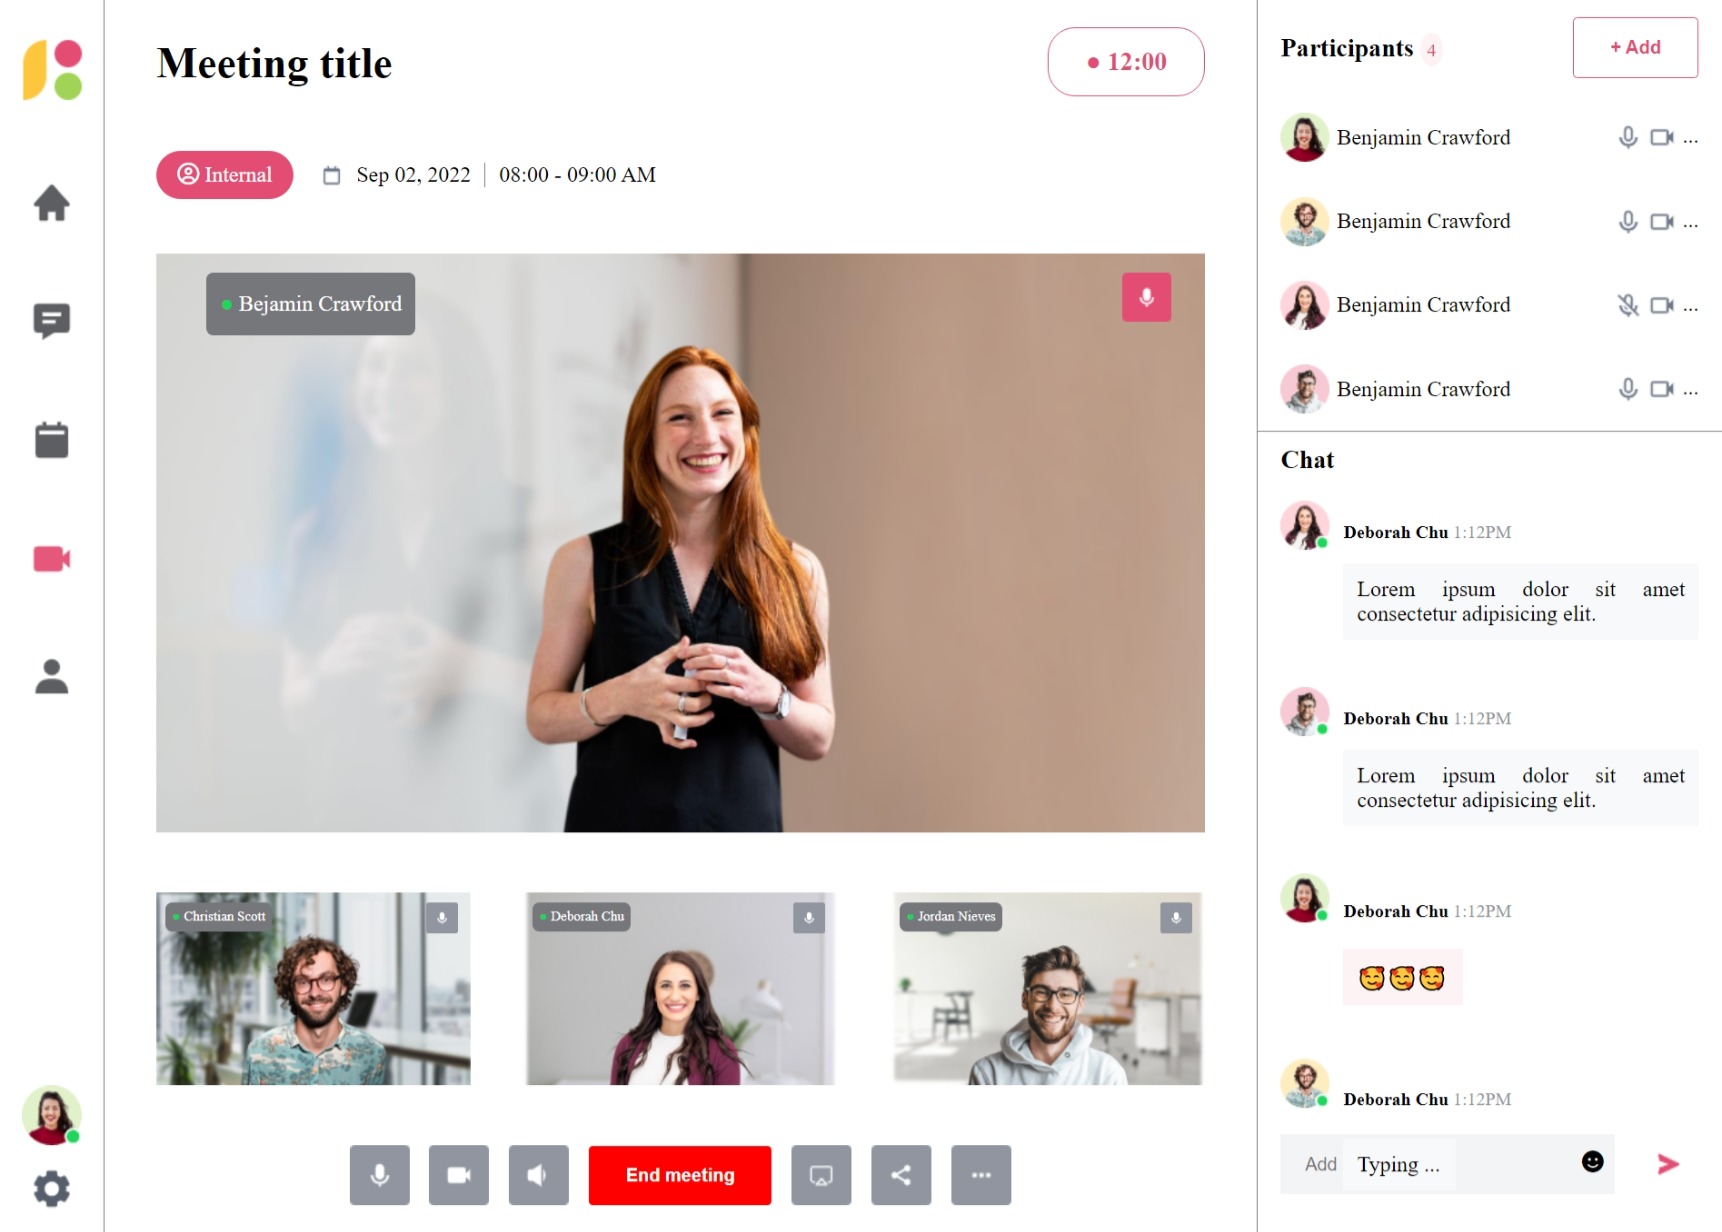 Meeting title
12:00
Internal
Sep 02, 2022
08:00 - 09:00 AM
Bejamin Crawford
Christian Scott
Deborah Chu
Jordan Nieves
End meeting
Participants 4
+ Add
Benjamin Crawford
...
Benjamin Crawford
...
Benjamin Crawford
...
Benjamin Crawford
...
Chat
Deborah Chu 1:12PM
Lorem ipsum dolor sit amet
consectetur adipisicing elit.
Deborah Chu 1:12PM
Lorem ipsum dolor sit amet
consectetur adipisicing elit.
Deborah Chu 1:12PM
🥰🥰🥰
Deborah Chu 1:12PM
Add Typing ...